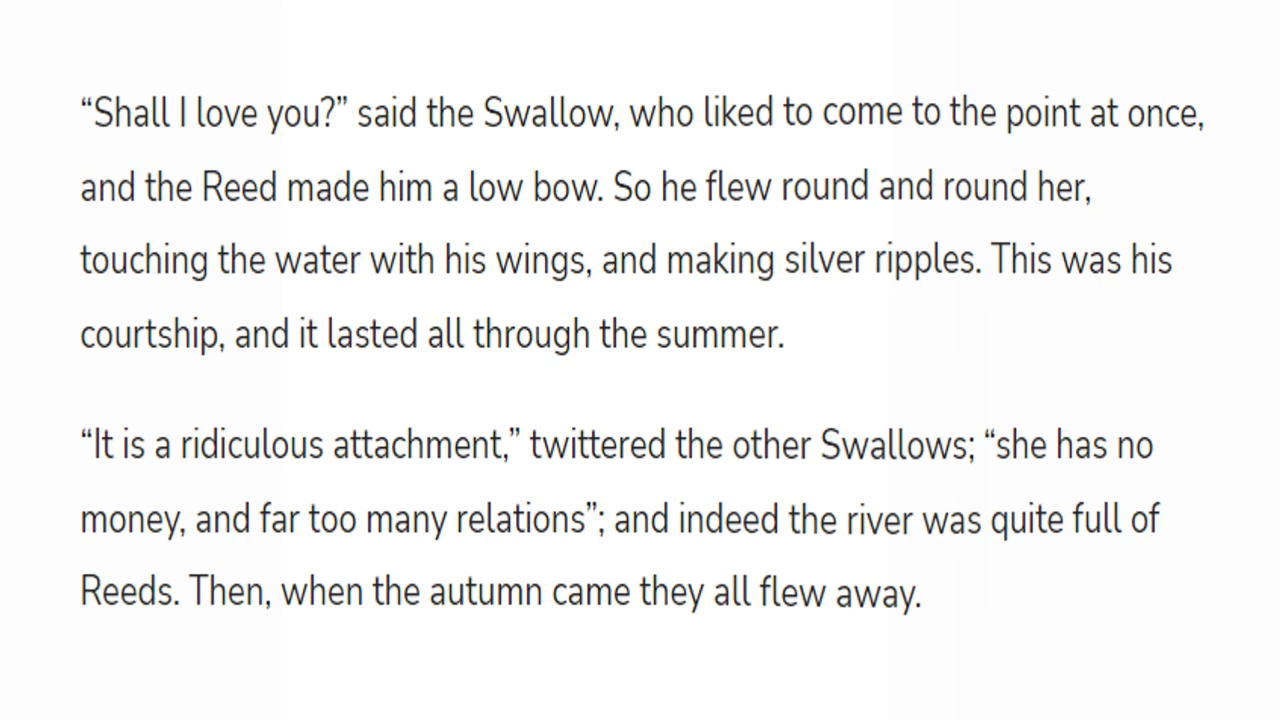 “Shall I love you?” said the Swallow, who liked to come to the point at once,
and the Reed made him a low bow. So he flew round and round her,
touching the water with his wings, and making silver ripples. This was his
courtship, and it lasted all through the summer.
“It is a ridiculous attachment,” twittered the other Swallows; “she has no
money, and far too many relations”; and indeed the river was quite full of
Reeds. Then, when the autumn came they all flew away.